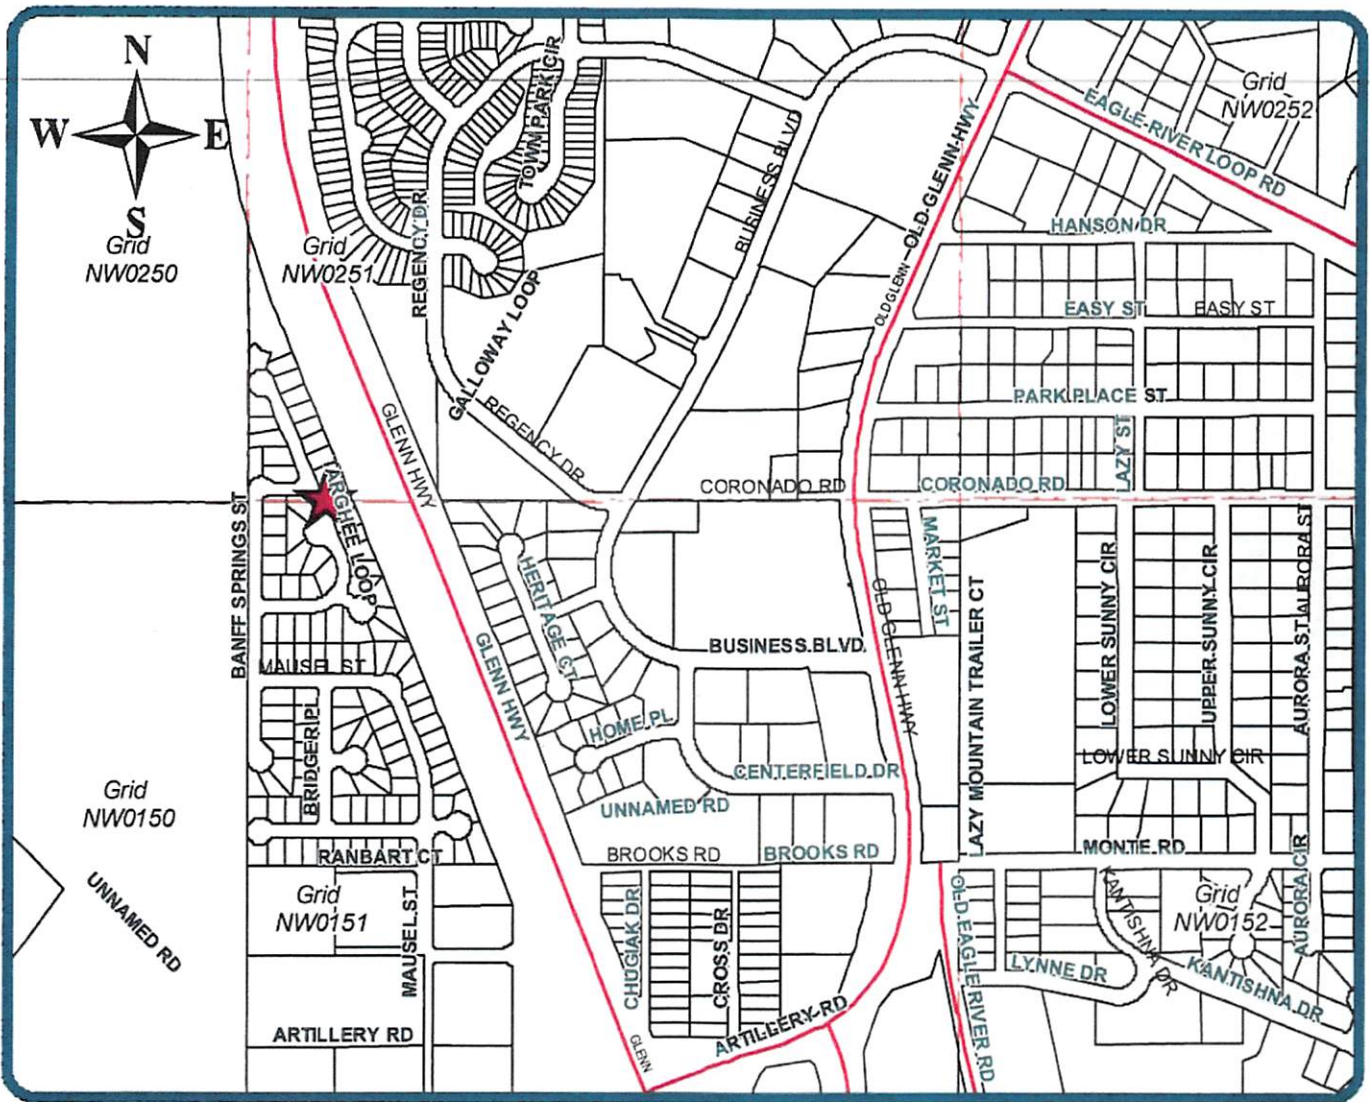 N
W
E
S
Grid
NW0250
Grid
NW0251
REGENCY DR
TOWN PARK CIR
BUSINESS BLVD
OLD GLENN HWY
OLD GLENN
EAGLE RIVER LOOP RD
Grid
NW0252
HANSON DR
EASY ST
EASY ST
GALLOWAY LOOP
REGENCY DR
GLENN HWY
PARK PLACE ST
LAZY ST
CORONADO RD
CORONADO RD
BANFF SPRINGS ST
TARGHEE LOOP
HERITAGE CT
GLENN HWY
MARKET ST
OLD GLENN HWY
LAZY MOUNTAIN TRAILER CT
LOWER SUNNY CIR
UPPER SUNNY CIR
AURORA ST
AURORA ST
BUSINESS BLVD
MAUSEL ST
BRIDGER PL
HOME PL
CENTERFIELD DR
LOWER SUNNY CIR
Grid
NW0150
UNNAMED RD
UNNAMED RD
BROOKS RD
BROOKS RD
MONTE RD
RANBART CT
Grid
NW0151
MAUSEL ST
CHUGIAK DR
CROSS DR
OLD EAGLE RIVER RD
KANTISHNA DR
Grid
NW0152
AURORA CIR
LYNNE DR
KANTISHNA DR
ARTILLERY RD
ARTILLERY RD
GLENN